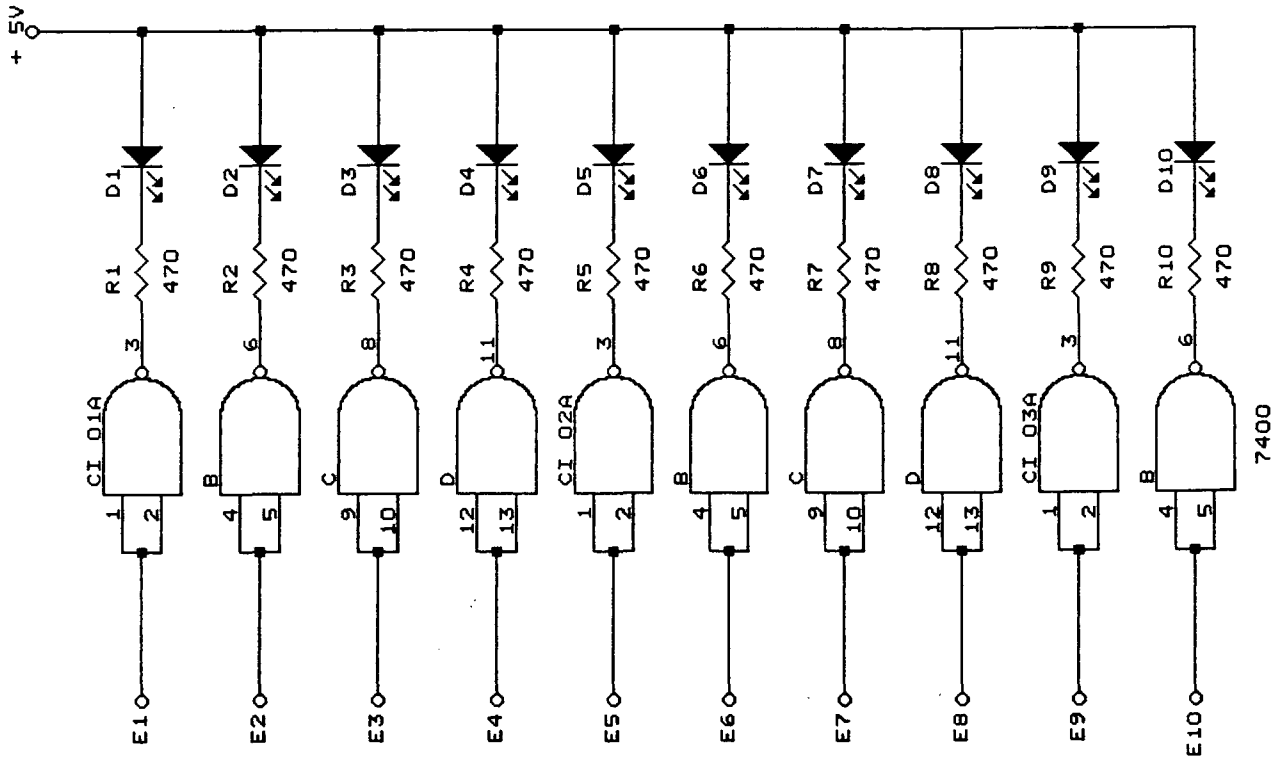 + 5V
D1
D2
D3
D4
D5
D6
D7
D8
D9
D10
R1
470
R2
470
R3
470
R4
470
R5
470
R6
470
R7
470
R8
470
R9
470
R10
470
3
6
8
11
3
6
8
11
3
6
CI 01A
B
C
D
CI 02A
B
C
D
CI 03A
B
7400
1
2
4
5
9
10
12
13
1
2
4
5
9
10
12
13
1
2
4
5
E1
E2
E3
E4
E5
E6
E7
E8
E9
E10